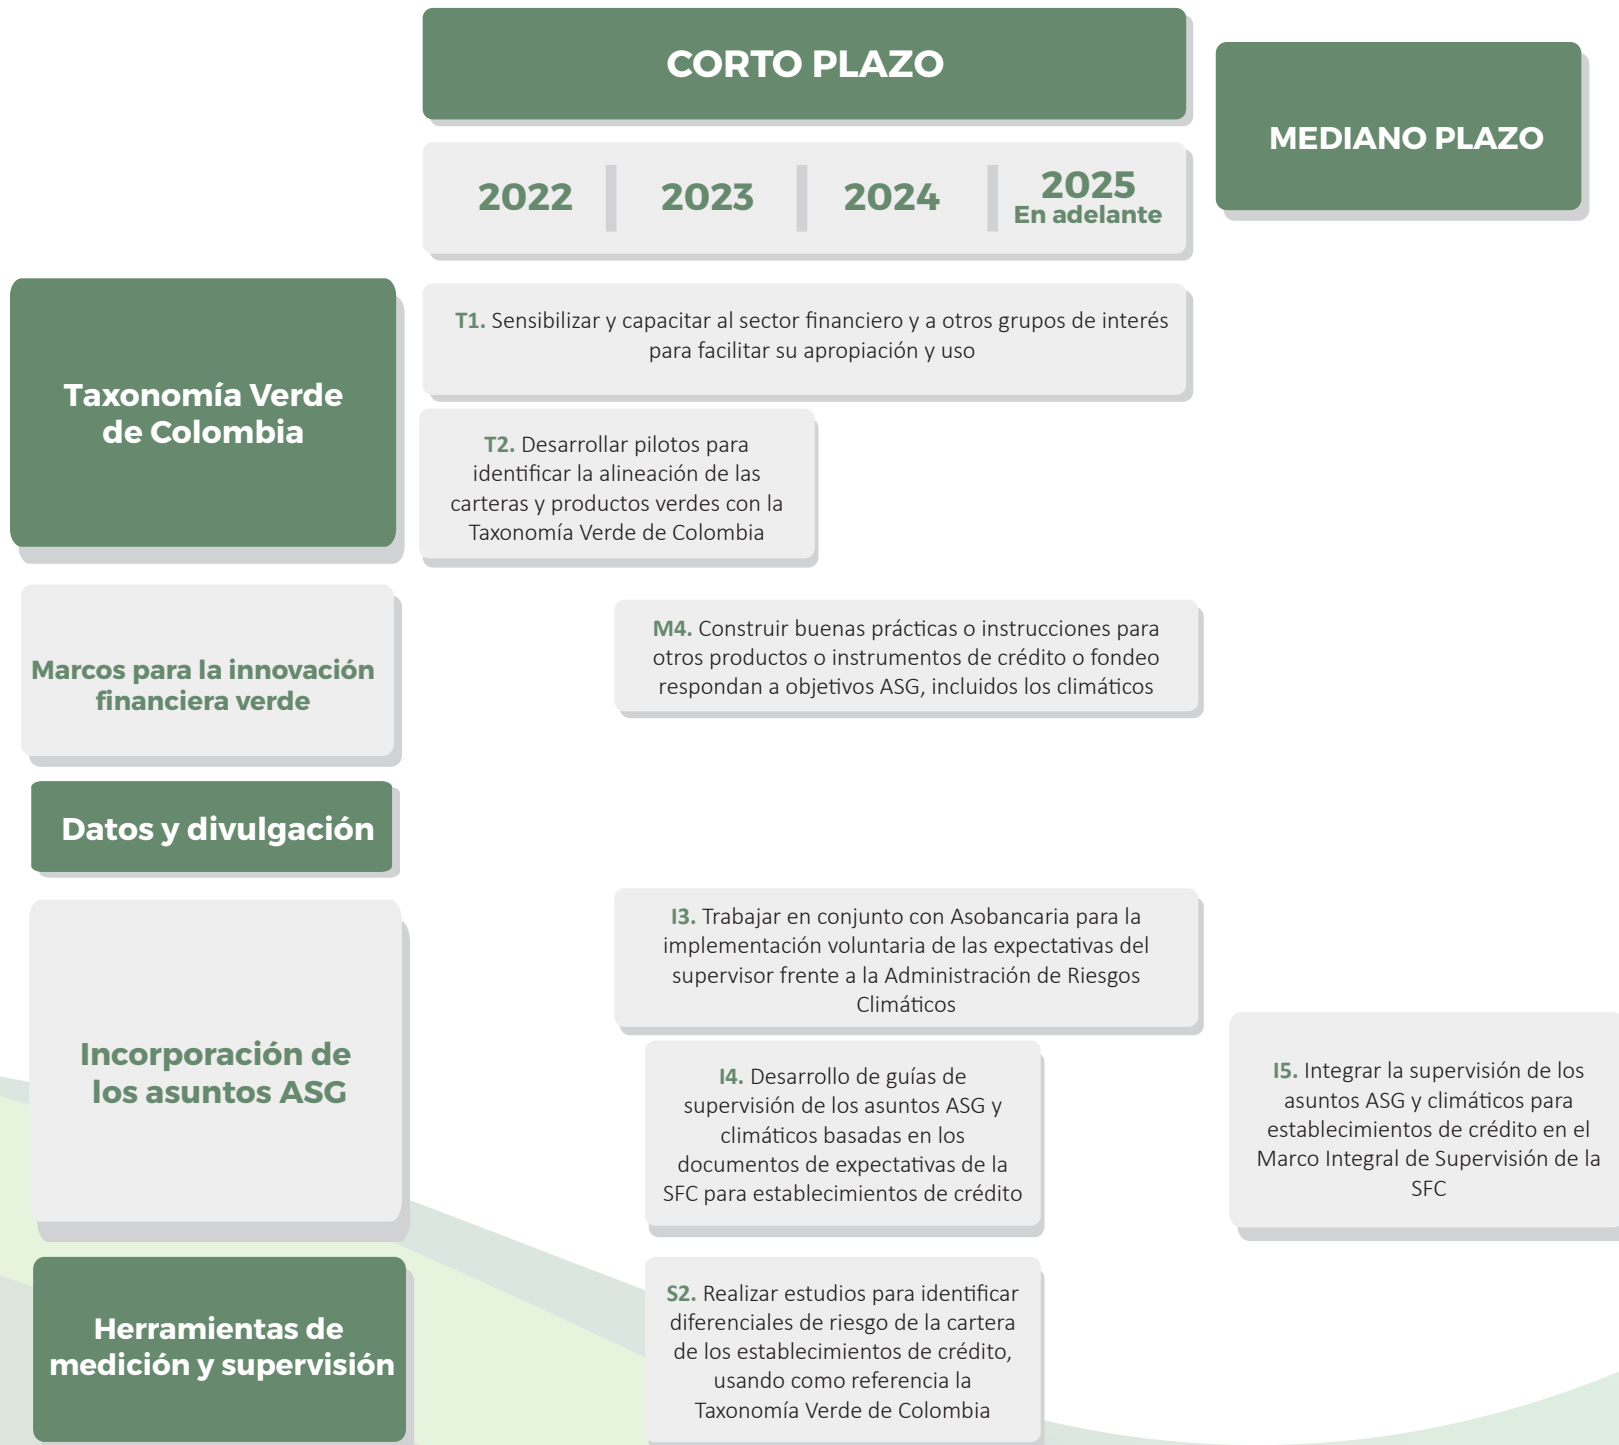 CORTO PLAZO
MEDIANO PLAZO
2022
2023
2024
2025
En adelante
Taxonomía Verde
de Colombia
T1. Sensibilizar y capacitar al sector financiero y a otros grupos de interés
para facilitar su apropiación y uso
T2. Desarrollar pilotos para
identificar la alineación de las
carteras y productos verdes con la
Taxonomía Verde de Colombia
Marcos para la innovación
financiera verde
M4. Construir buenas prácticas o instrucciones para
otros productos o instrumentos de crédito o fondeo
respondan a objetivos ASG, incluidos los climáticos
Datos y divulgación
Incorporación de
los asuntos ASG
I3. Trabajar en conjunto con Asobancaria para la
implementación voluntaria de las expectativas del
supervisor frente a la Administración de Riesgos
Climáticos
I4. Desarrollo de guías de
supervisión de los asuntos ASG y
climáticos basadas en los
documentos de expectativas de la
SFC para establecimientos de crédito
I5. Integrar la supervisión de los
asuntos ASG y climáticos para
establecimientos de crédito en el
Marco Integral de Supervisión de la
SFC
Herramientas de
medición y supervisión
S2. Realizar estudios para identificar
diferenciales de riesgo de la cartera
de los establecimientos de crédito,
usando como referencia la
Taxonomía Verde de Colombia